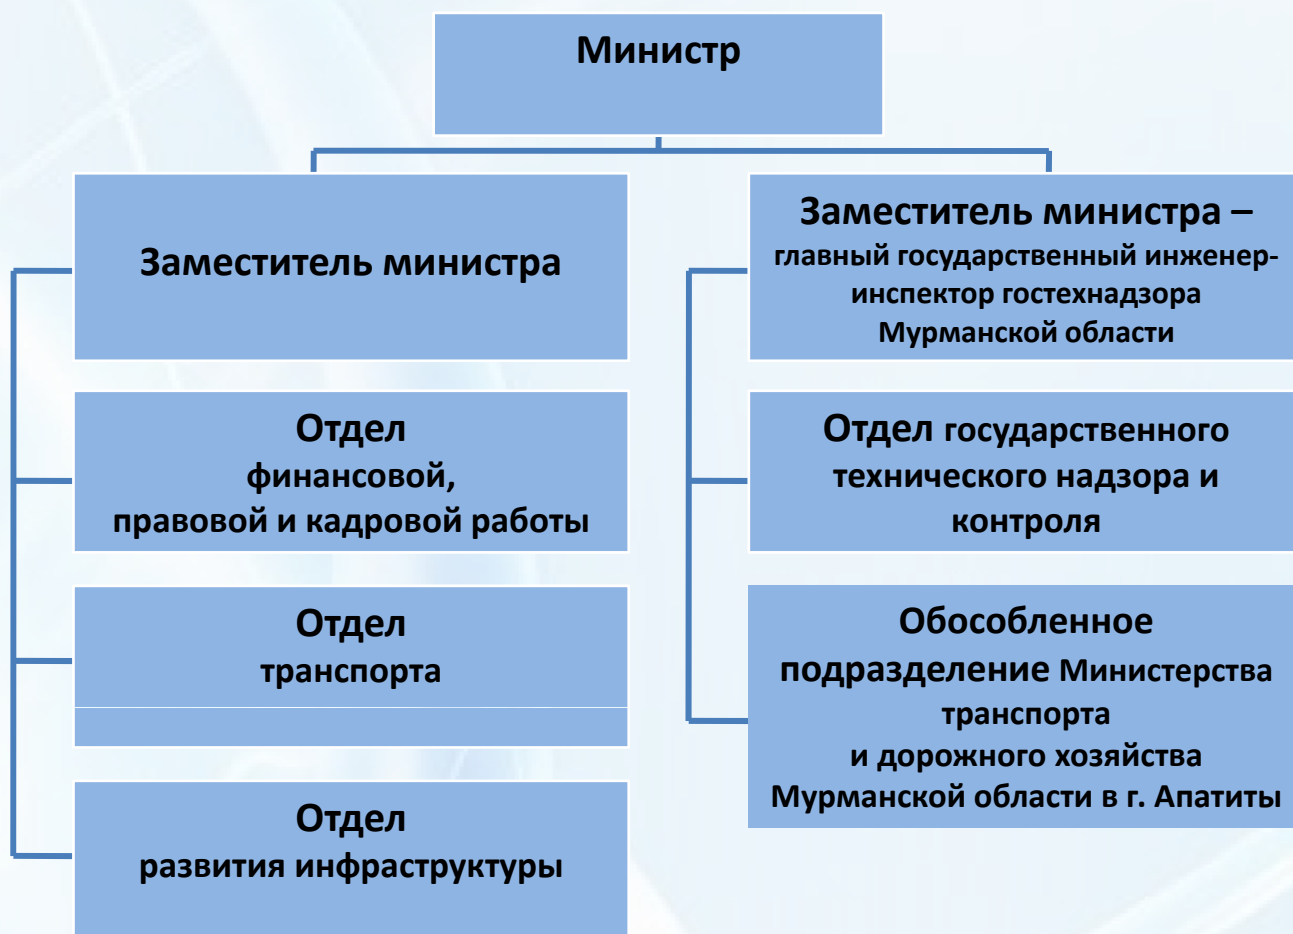 Министр
Заместитель министра
Отдел
финансовой,
правовой и кадровой работы
Отдел
транспорта
Отдел
развития инфраструктуры
Заместитель министра –
главный государственный инженер-
инспектор гостехнадзора
Мурманской области
Отдел государственного
технического надзора и
контроля
Обособленное
подразделение Министерства
транспорта
и дорожного хозяйства
Мурманской области в г. Апатиты